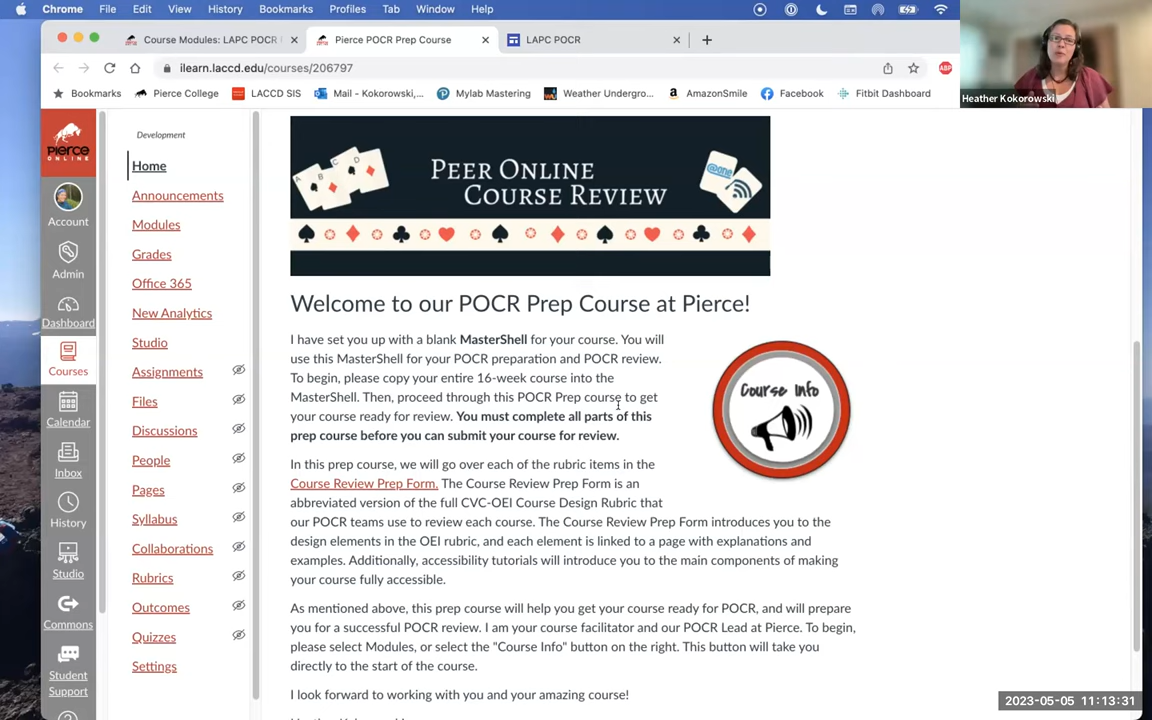 Chrome File Edit View History Bookmarks Profiles Tab Window Help
Course Modules: LAPC POCR
Pierce POCR Prep Course
LAPC POCR
ilearn.laccd.edu/courses/206797
ABP
Bookmarks Pierce College LACCD SIS Mail - Kokorowski,... Mylab Mastering Weather Undergro... AmazonSmile Facebook Fitbit Dashboard
Heather Kokorowski
PIERCE
ONLINE
Account
Admin
Dashboard
Courses
Calendar
Inbox
History
Studio
Commons
Student
Support
Development
Home
Announcements
Modules
Grades
Office 365
New Analytics
Studio
Assignments
Files
Discussions
People
Pages
Syllabus
Collaborations
Rubrics
Outcomes
Quizzes
Settings
A B C D
PEER ONLINE
COURSE REVIEW
@ONE
Welcome to our POCR Prep Course at Pierce!
I have set you up with a blank MasterShell for your course. You will
use this MasterShell for your POCR preparation and POCR review.
To begin, please copy your entire 16-week course into the
MasterShell. Then, proceed through this POCR Prep course to get
your course ready for review. You must complete all parts of this
prep course before you can submit your course for review.
Course Info
In this prep course, we will go over each of the rubric items in the
Course Review Prep Form. The Course Review Prep Form is an
abbreviated version of the full CVC-OEI Course Design Rubric that
our POCR teams use to review each course. The Course Review Prep Form introduces you to the
design elements in the OEI rubric, and each element is linked to a page with explanations and
examples. Additionally, accessibility tutorials will introduce you to the main components of making
your course fully accessible.
As mentioned above, this prep course will help you get your course ready for POCR, and will prepare
you for a successful POCR review. I am your course facilitator and our POCR Lead at Pierce. To begin,
please select Modules, or select the "Course Info" button on the right. This button will take you
directly to the start of the course.
I look forward to working with you and your amazing course!
2023-05-05 11:13:31